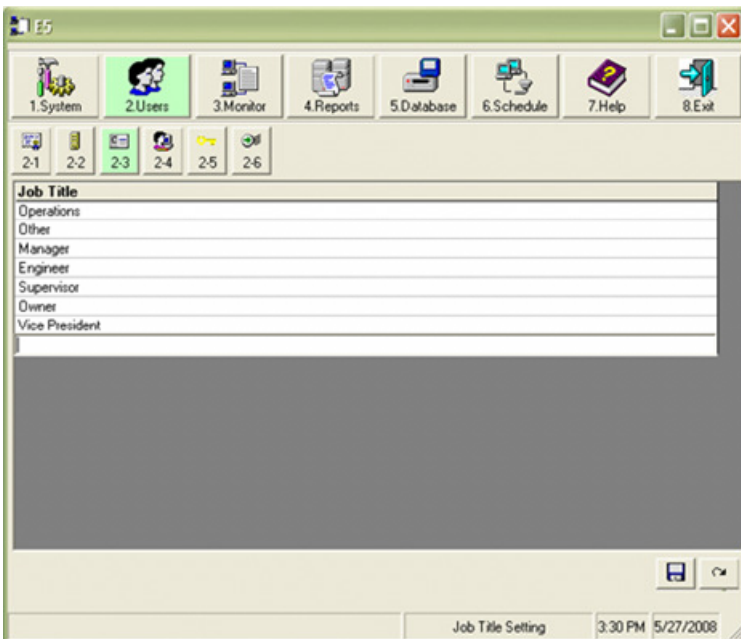 E5
1.System 2.Users 3.Monitor 4.Reports 5.Database 6.Schedule 7.Help 8.Exit
2-1 2-2 2-3 2-4 2-5 2-6
Job Title
Operations
Other
Manager
Engineer
Supervisor
Owner
Vice President
Job Title Setting 3:30 PM 5/27/2008